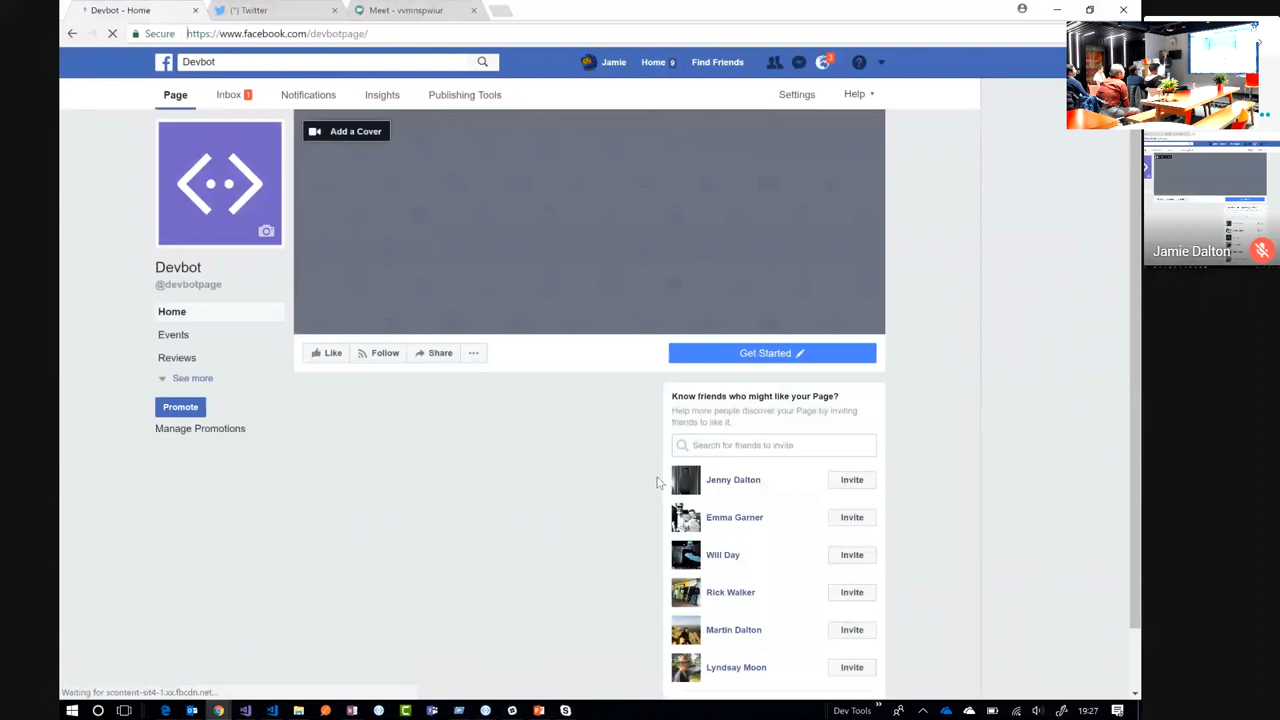 Devbot - Home
(*) Twitter
Meet - vvmnspwiur
Secure
https://www.facebook.com/devbotpage/
Devbot
Jamie
Home 9
Find Friends
3
Page
Inbox 1
Notifications
Insights
Publishing Tools
Settings
Help
Add a Cover
Devbot
@devbotpage
Home
Events
Reviews
See more
Promote
Manage Promotions
Like
Follow
Share
...
Get Started
Know friends who might like your Page?
Help more people discover your Page by inviting
friends to like it.
Search for friends to invite
Jenny Dalton Invite
Emma Garner Invite
Will Day Invite
Rick Walker Invite
Martin Dalton Invite
Lyndsay Moon Invite
Jamie Dalton
Waiting for scontent-sit4-1.xx.fbcdn.net...
Dev Tools
19:27